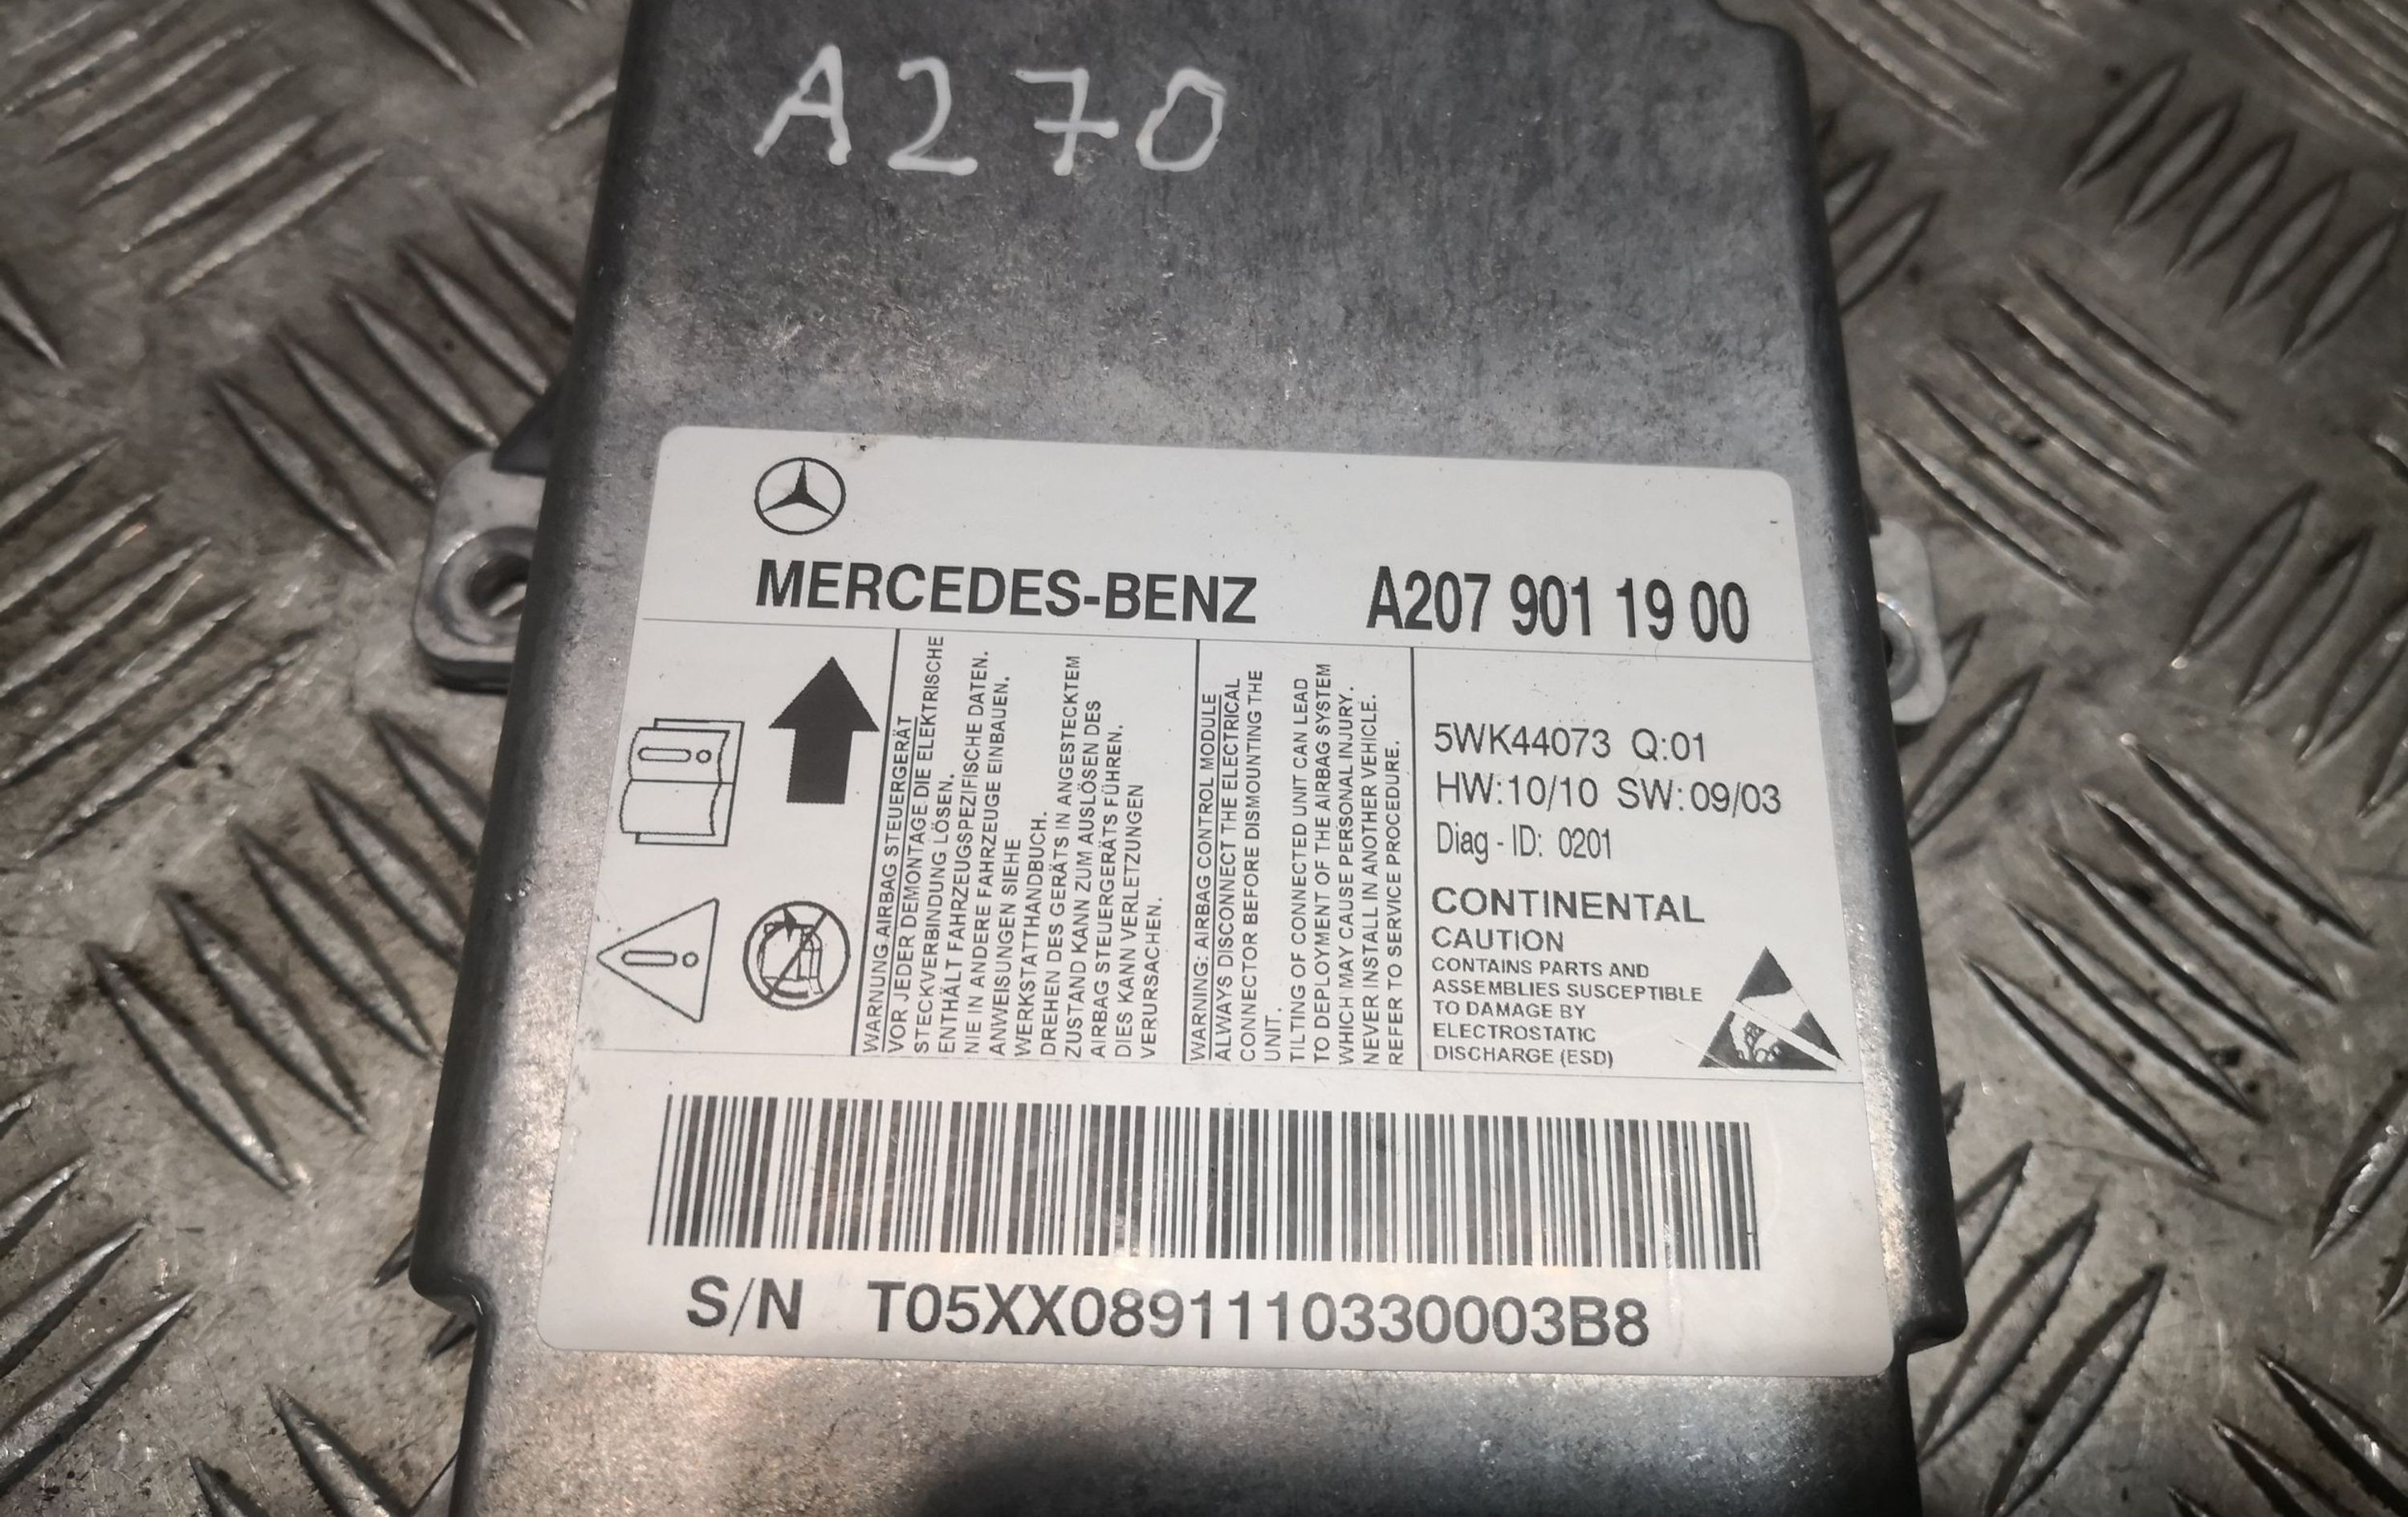 A270
MERCEDES-BENZ A207 901 19 00
WARNUNG:AIRBAG STEUERGERÄT
VOR JEDER DEMONTAGE DIE ELEKTRISCHE
STECKVERBINDUNG LÖSEN.
ENTHÄLT FAHRZEUGSPEZIFISCHE DATEN.
NIE IN ANDERE FAHRZEUGE EINBAUEN.
ANWEISUNGEN SIEHE
WERKSTATTHANDBUCH.
DREHEN DES GERÄTS IN ANGESTECKTEM
ZUSTAND KANN ZUM AUSLÖSEN DES
AIRBAG STEUERGERÄTS FÜHREN.
DIES KANN VERLETZUNGEN
VERURSACHEN.
WARNING: AIRBAG CONTROL MODULE
ALWAYS DISCONNECT THE ELECTRICAL
CONNECTOR BEFORE DISMOUNTING THE
UNIT.
TILTING OF CONNECTED UNIT CAN LEAD
TO DEPLOYMENT OF THE AIRBAG SYSTEM
WHICH MAY CAUSE PERSONAL INJURY.
NEVER INSTALL IN ANOTHER VEHICLE.
REFER TO SERVICE PROCEDURE.
5WK44073 Q:01
HW:10/10 SW:09/03
Diag - ID: 0201
CONTINENTAL
CAUTION
CONTAINS PARTS AND
ASSEMBLIES SUSCEPTIBLE
TO DAMAGE BY
ELECTROSTATIC
DISCHARGE (ESD)
S/N T05XX0891110330003B8